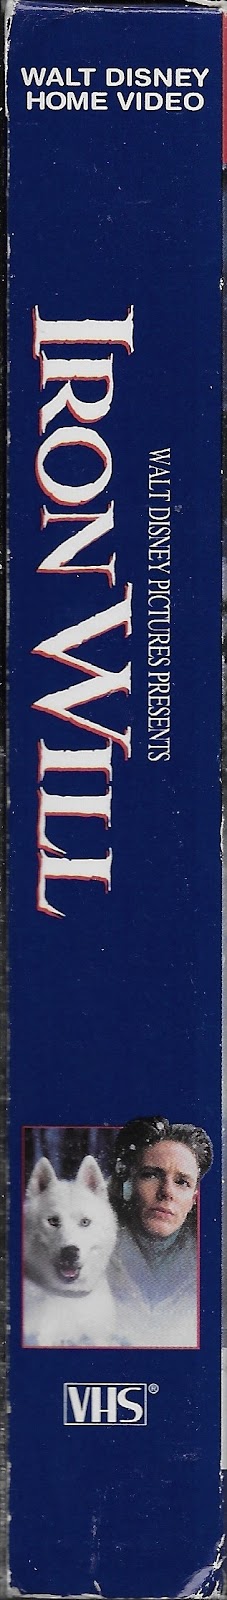 WALT DISNEY
HOME VIDEO
WALT DISNEY PICTURES PRESENTS
IRON WILL
VHS®